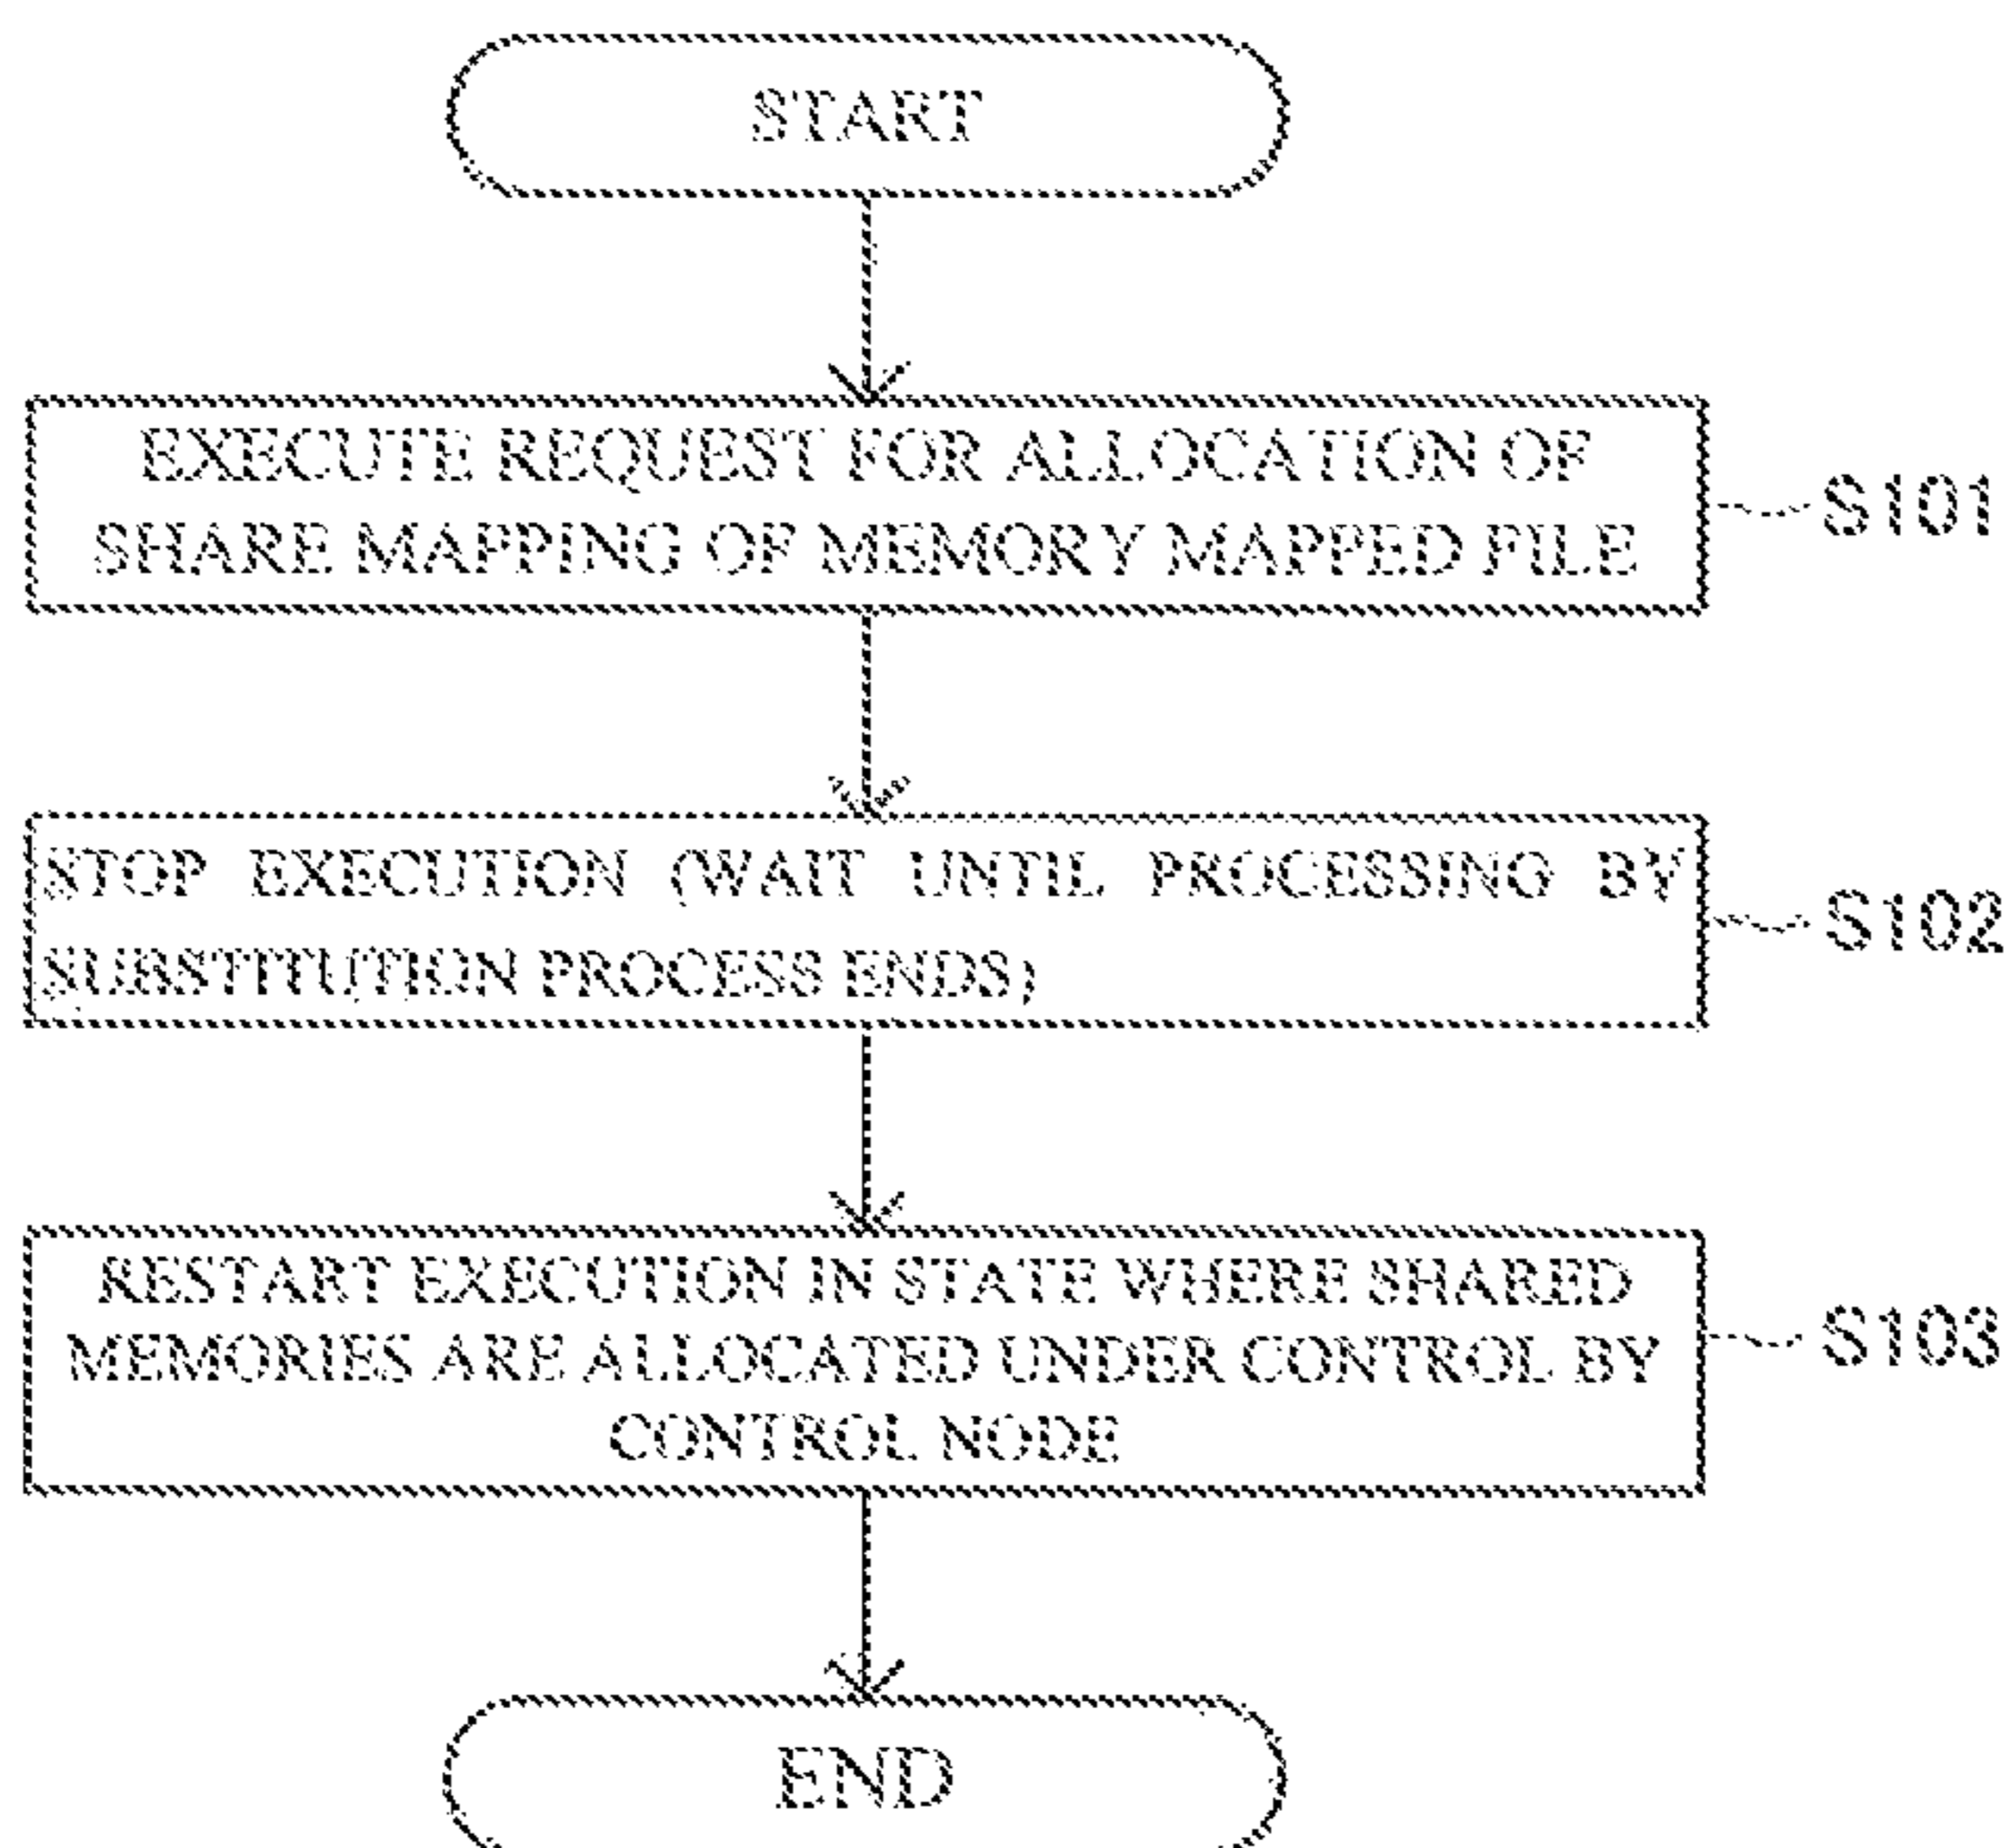 START
EXECUTE REQUEST FOR ALLOCATION OF
SHARE MAPPING OF MEMORY MAPPED FILE
S101
STOP EXECUTION (WAIT UNTIL PROCESSING BY
SUBSTITUTION PROCESS ENDS)
S102
RESTART EXECUTION IN STATE WHERE SHARED
MEMORIES ARE ALLOCATED UNDER CONTROL BY
CONTROL NODE
S103
END